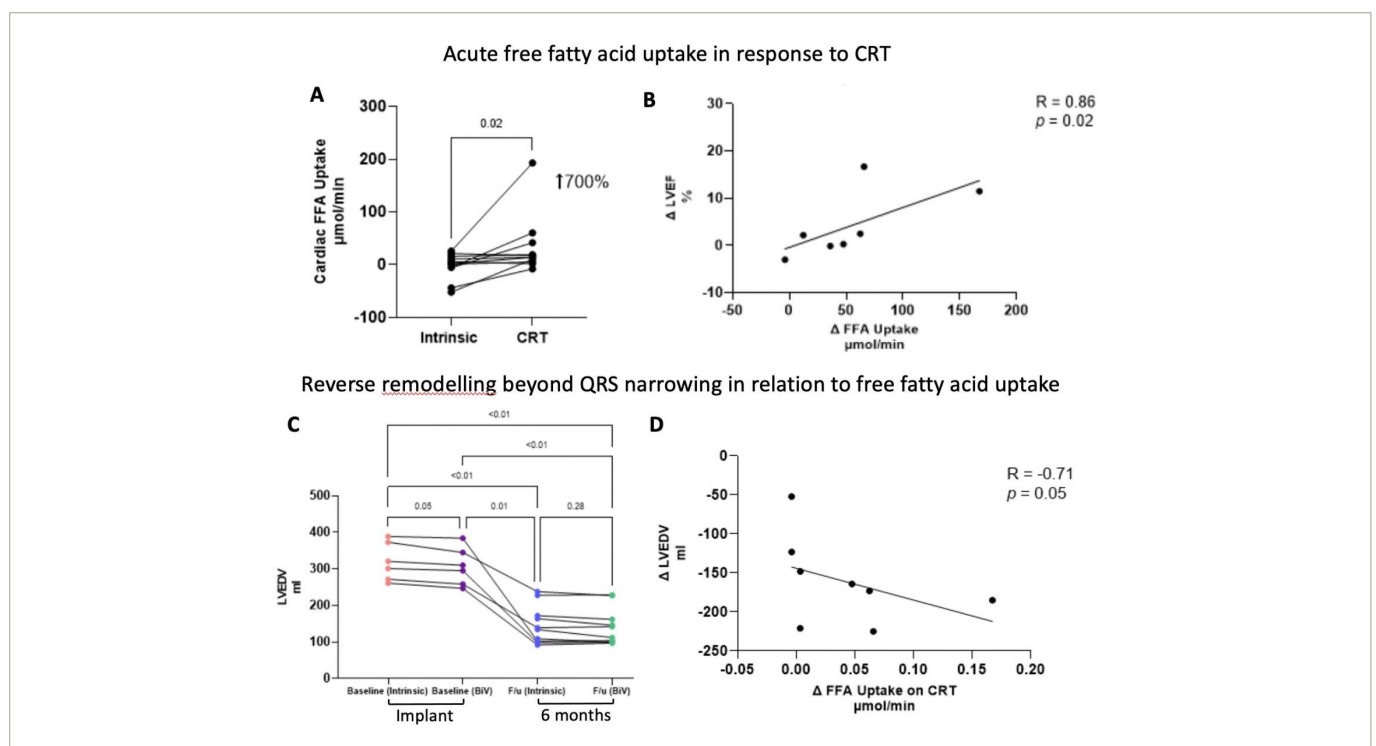 Acute free fatty acid uptake in response to CRT
A
300
200
100
0
-100
Cardiac FFA Uptake
μmol/min
0.02
↑700%
Intrinsic
CRT
B
30
20
10
0
-10
Δ LVEF
%
R = 0.86
p = 0.02
-50
0
50
100
150
200
Δ FFA Uptake
μmol/min
Reverse remodelling beyond QRS narrowing in relation to free fatty acid uptake
C
<0.01
<0.01
<0.01
0.05
0.01
0.28
500
400
300
200
100
0
LVEDV
ml
Baseline (Intrinsic)
Baseline (BiV)
F/u (Intrinsic)
F/u (BiV)
Implant
6 months
D
0
-50
-100
-150
-200
-250
Δ LVEDV
ml
R = -0.71
p = 0.05
-0.05
0.00
0.05
0.10
0.15
0.20
Δ FFA Uptake on CRT
μmol/min